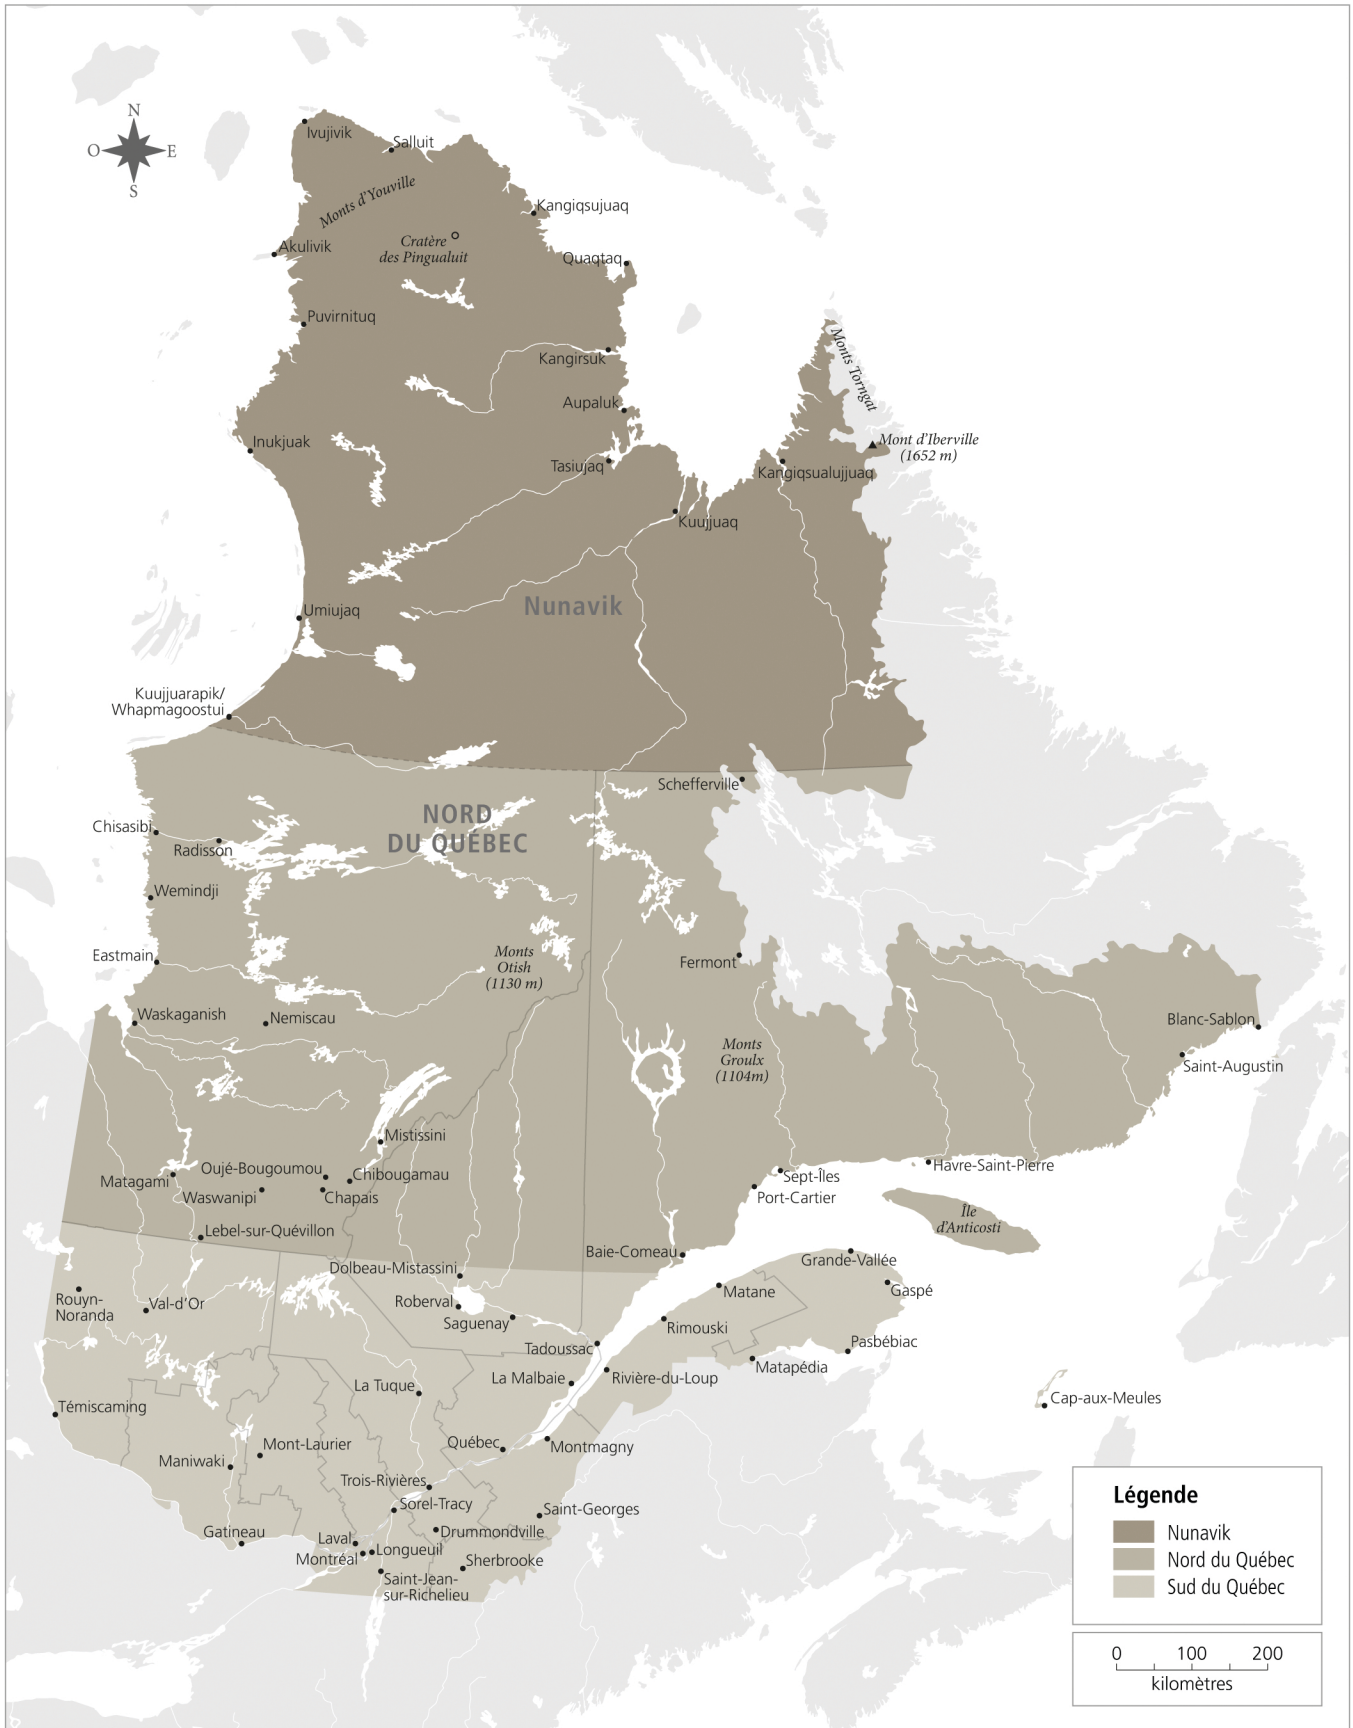 N
O
E
S
Ivujivik
Salluit
Monts d'Youville
Kangiqsujuaq
Cratère
des Pingualuit
Akulivik
Quaqtaq
Puvirnituq
Kangirsuk
Monts Torngat
Aupaluk
Inukjuak
Mont d'Iberville
(1652 m)
Tasiujaq
Kangiqsualujjuaq
Kuujjuaq
Nunavik
Umiujaq
Kuujjuarapik/
Whapmagoostui
Schefferville
NORD
DU QUÉBEC
Chisasibi
Radisson
Wemindji
Eastmain
Monts
Otish
(1130 m)
Fermont
Waskaganish
Nemiscau
Blanc-Sablon
Monts
Groulx
(1104m)
Saint-Augustin
Mistissini
Oujé-Bougoumou
Chibougamau
Matagami
Waswanipi
Chapais
Havre-Saint-Pierre
Sept-Îles
Port-Cartier
Île
d'Anticosti
Lebel-sur-Quévillon
Baie-Comeau
Grande-Vallée
Dolbeau-Mistassini
Gaspé
Matane
Rouyn-
Noranda
Val-d'Or
Roberval
Saguenay
Rimouski
Tadoussac
Pasbébiac
Matapédia
La Malbaie
Rivière-du-Loup
La Tuque
Cap-aux-Meules
Témiscaming
Québec
Montmagny
Mont-Laurier
Maniwaki
Trois-Rivières
Sorel-Tracy
Saint-Georges
Gatineau
Laval
Drummondville
Longueuil
Montréal
Sherbrooke
Saint-Jean-
sur-Richelieu
Légende
Nunavik
Nord du Québec
Sud du Québec
0 100 200
kilomètres